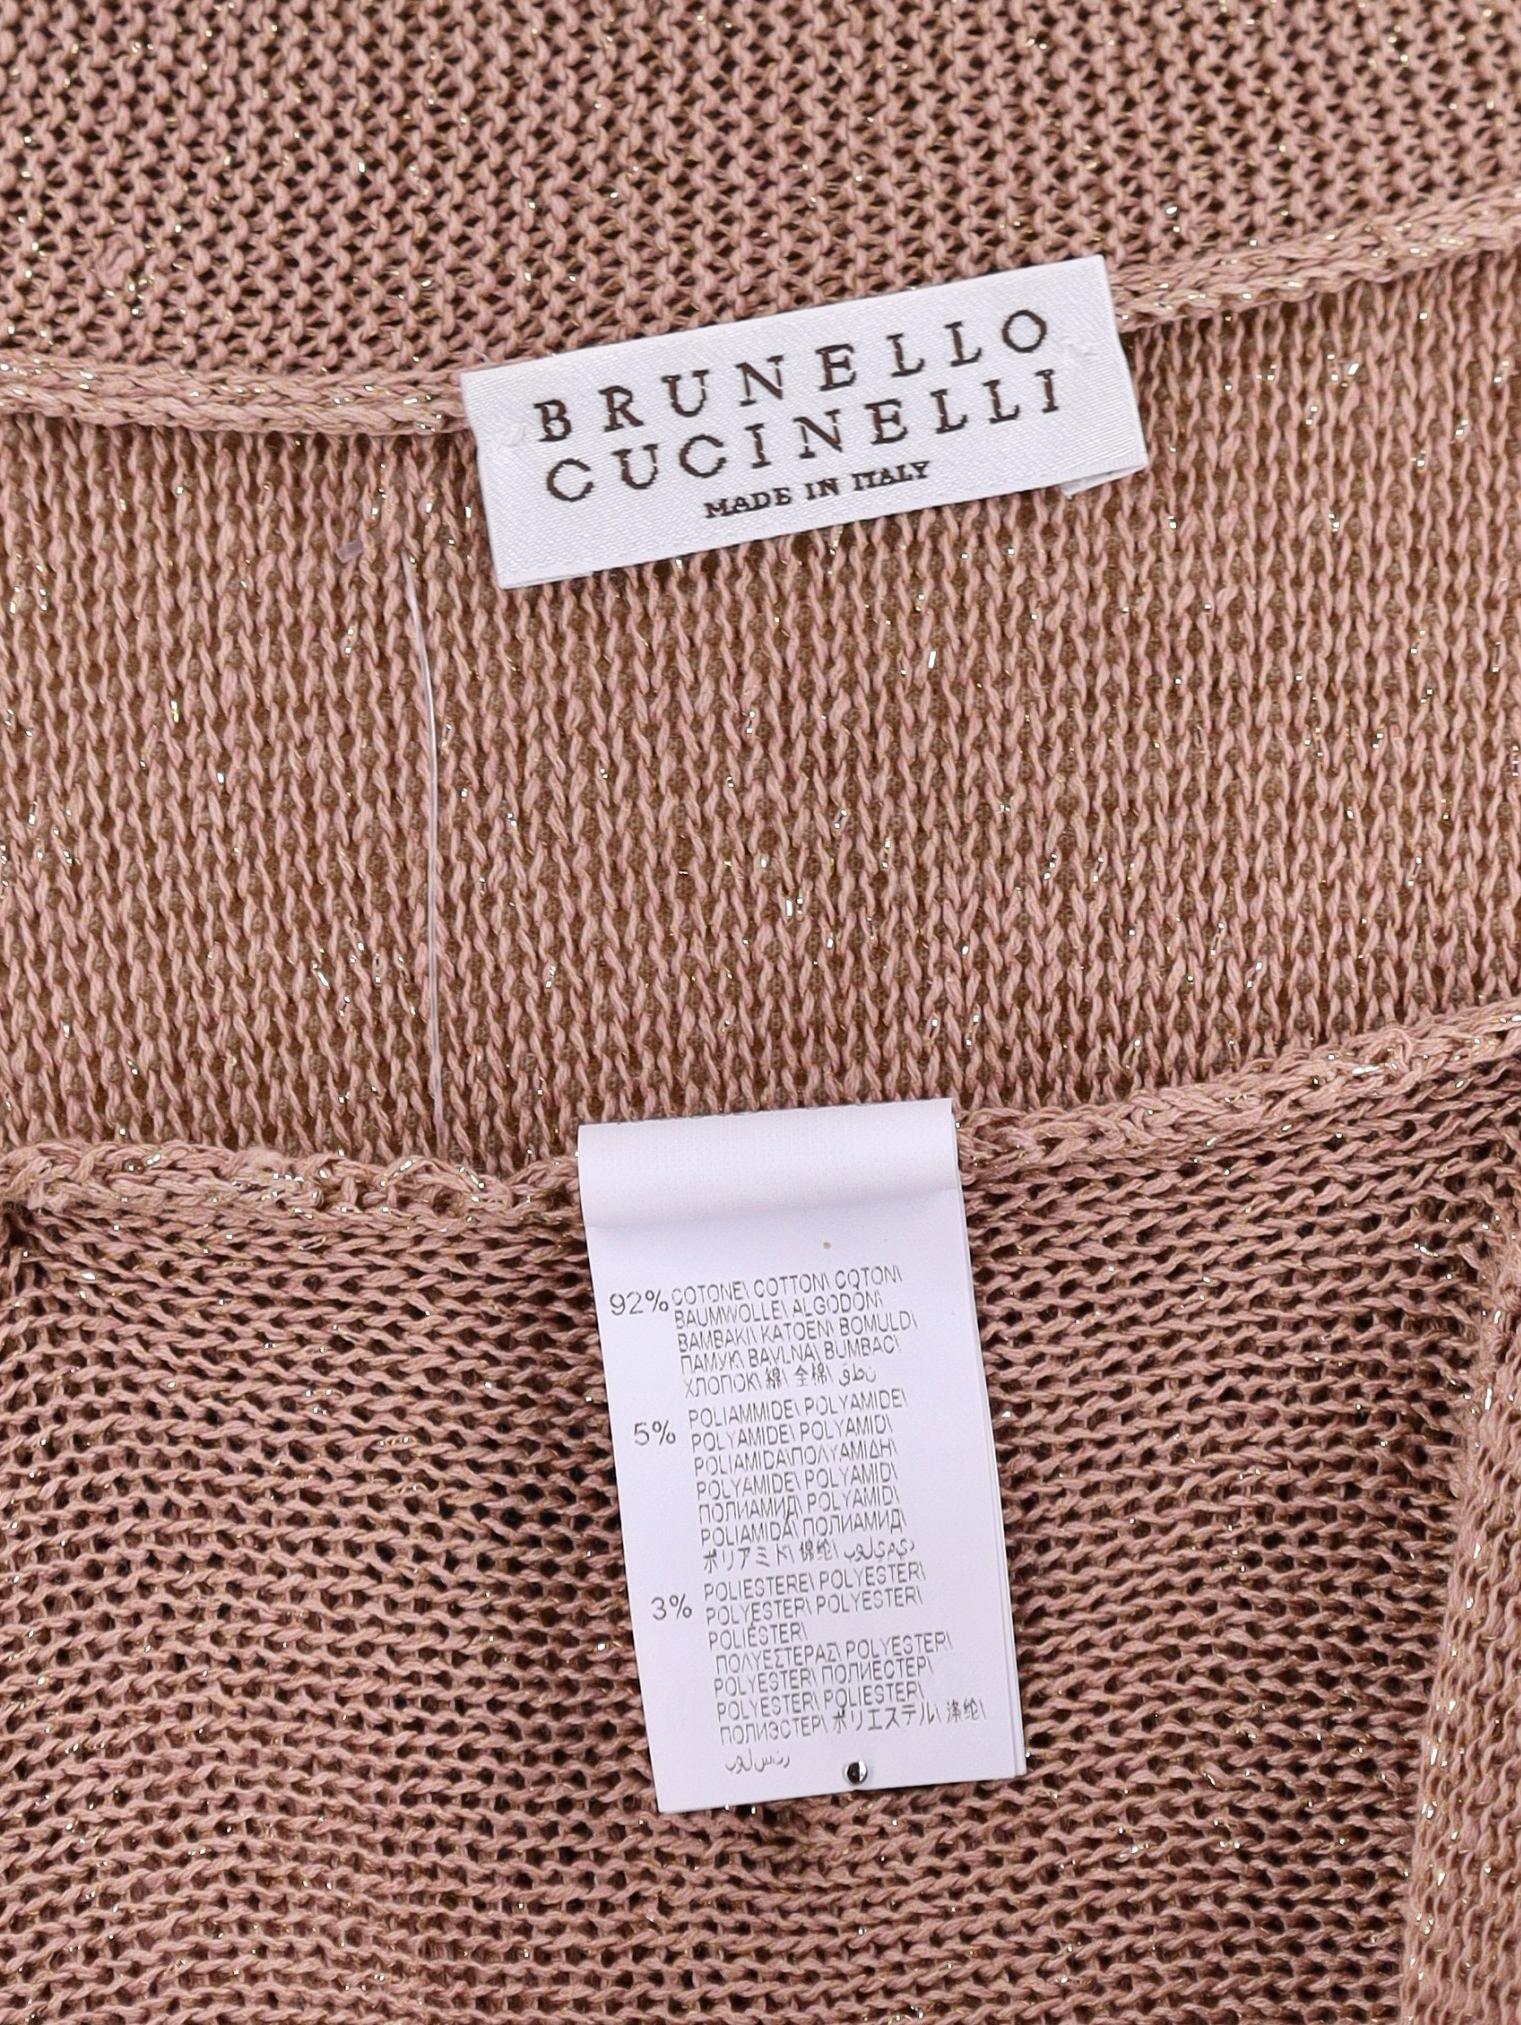 BRUNELLO
CUCINELLI
MADE IN ITALY
92% COTONE\ COTTON\ COTON\
BAUMWOLLE\ ALGODON\
BAMBAKI\ KATOEN\ BOMULD\
ПАМУК\ BAVLNA\ BUMBAC\
ХЛОПОК\ 綿\ 全棉\ قطن
5% POLIAMMIDE\ POLYAMIDE\
POLYAMIDE\ POLYAMID\
POLIAMIDA\ΠΟΛΥΑΜΙΔΗ\
POLYAMIDE\ POLYAMID\
ПОЛИАМИД\ POLYAMID\
POLIAMIDA\ ПОЛИАМИД\
ポリアミド\ 锦纶\ بوليميد
3% POLIESTERE\ POLYESTER\
POLYESTER\ POLYESTER\
POLIÉSTER\
ΠΟΛΥΕΣΤΕΡΑΣ\ POLYESTER\
POLYESTER\ ПОЛИЕСТЕР\
POLYESTER\ POLIESTER\
ПОЛИЭСТЕР\ ポリエステル\ 涤纶\
بولستر